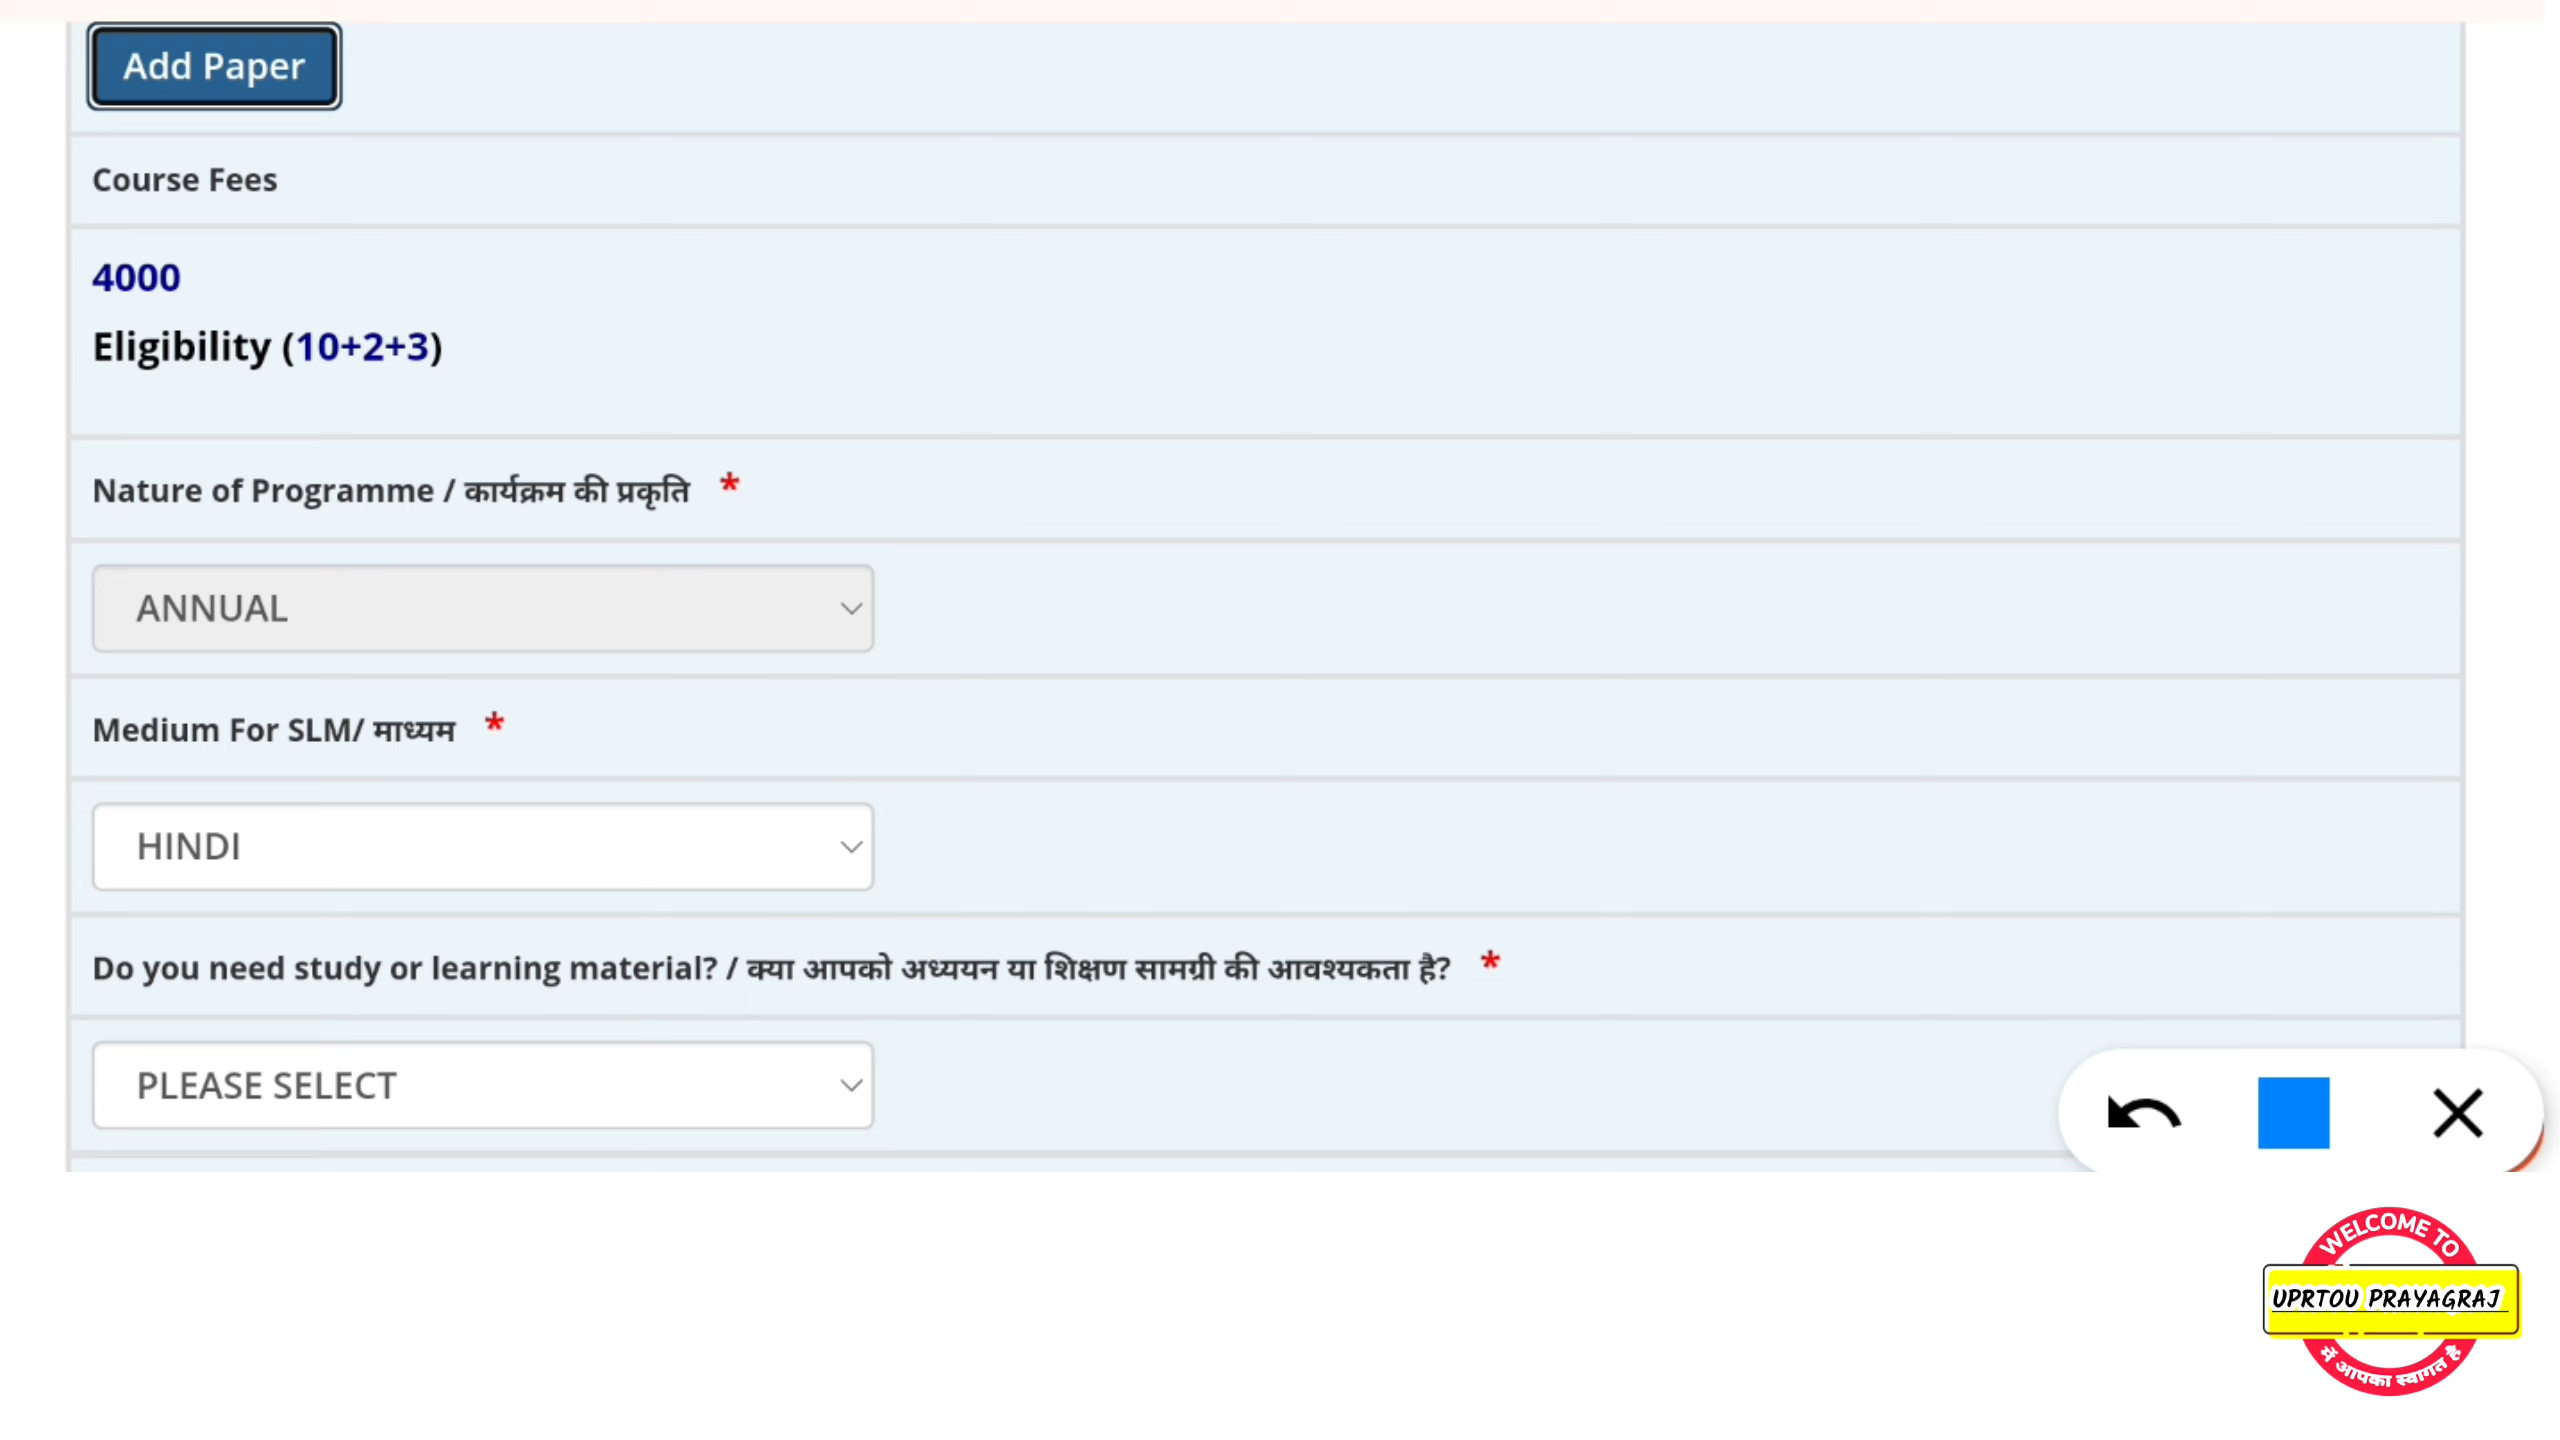 Add Paper
Course Fees
4000
Eligibility (10+2+3)
Nature of Programme / कार्यक्रम की प्रकृति *
ANNUAL
Medium For SLM/ माध्यम *
HINDI
Do you need study or learning material? / क्या आपको अध्ययन या शिक्षण सामग्री की आवश्यकता है? *
PLEASE SELECT
WELCOME TO
UPRTOU PRAYAGRAJ
में आपका स्वागत है